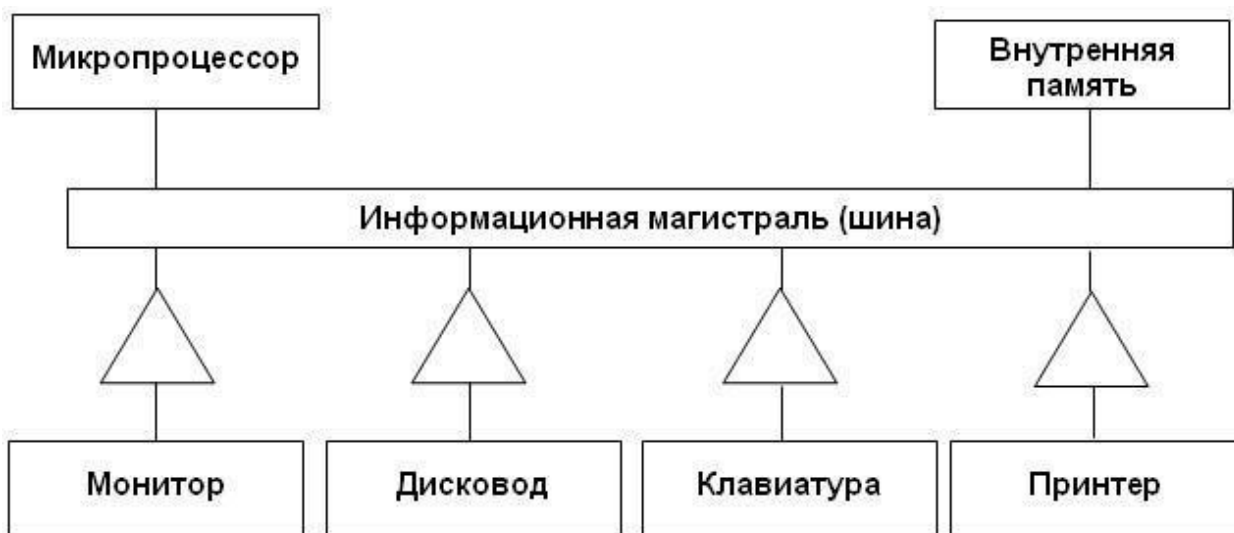 Микропроцессор
Внутренняя
память
Информационная магистраль (шина)
Монитор
Дисковод
Клавиатура
Принтер